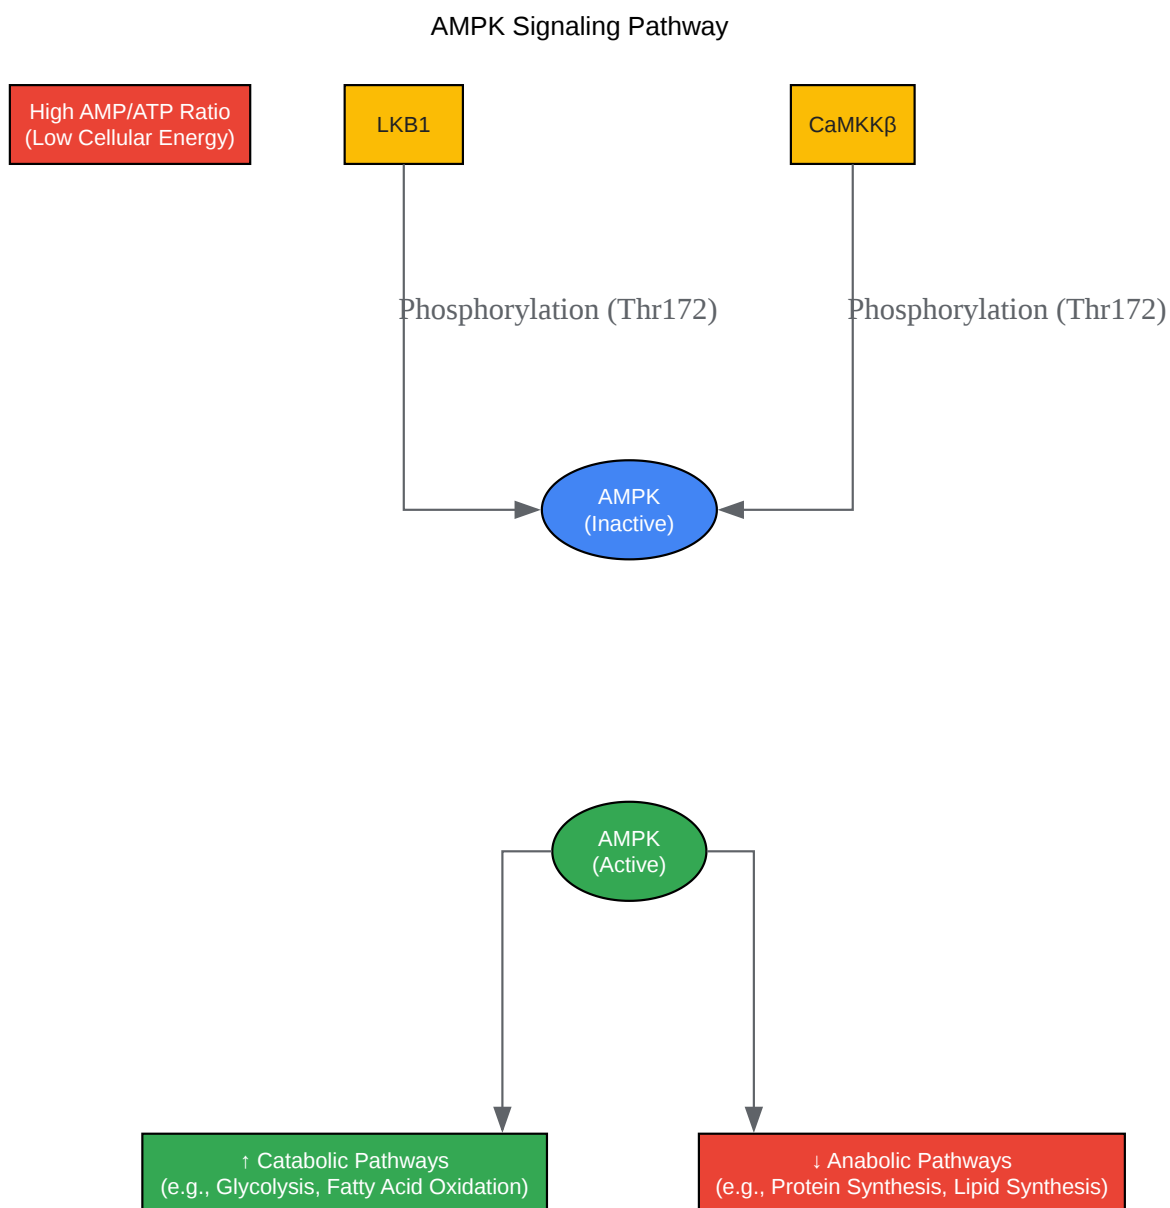 AMPK Signaling Pathway
High AMP/ATP Ratio
(Low Cellular Energy)
LKB1
CaMKKβ
Phosphorylation (Thr172)
Phosphorylation (Thr172)
AMPK
(Inactive)
AMPK
(Active)
↑ Catabolic Pathways
(e.g., Glycolysis, Fatty Acid Oxidation)
↓ Anabolic Pathways
(e.g., Protein Synthesis, Lipid Synthesis)